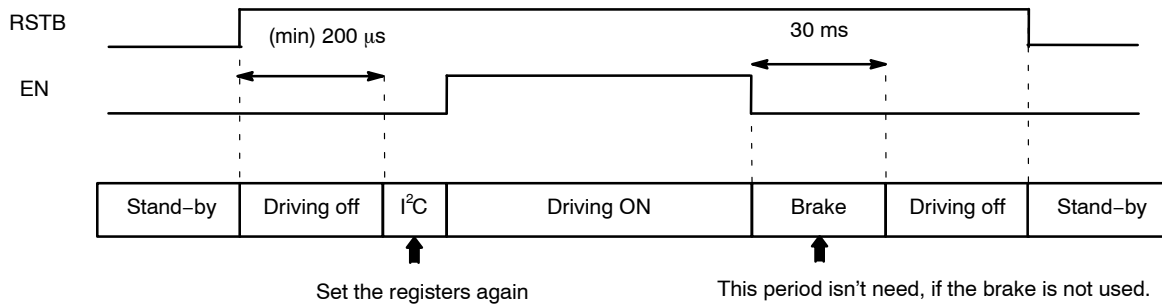 RSTB
(min) 200 μs
30 ms
EN
Stand−by
Driving off
I²C
Driving ON
Brake
Driving off
Stand−by
Set the registers again
This period isn't need, if the brake is not used.